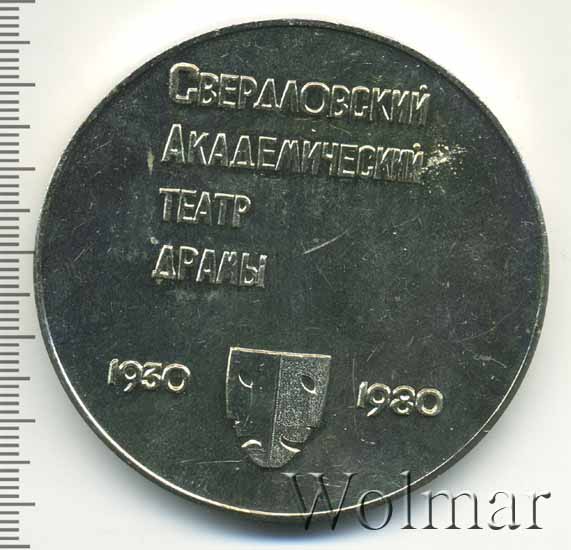 Свердловский
Академический
театр
драмы
1930
1980
Wolmar